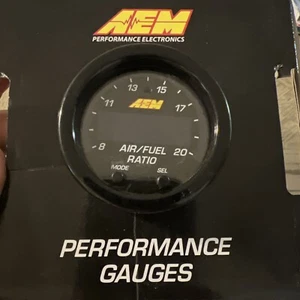 AEM
PERFORMANCE ELECTRONICS
13 15
11 17
AEM
8 AIR/FUEL 20
RATIO
MODE SEL
PERFORMANCE
GAUGES